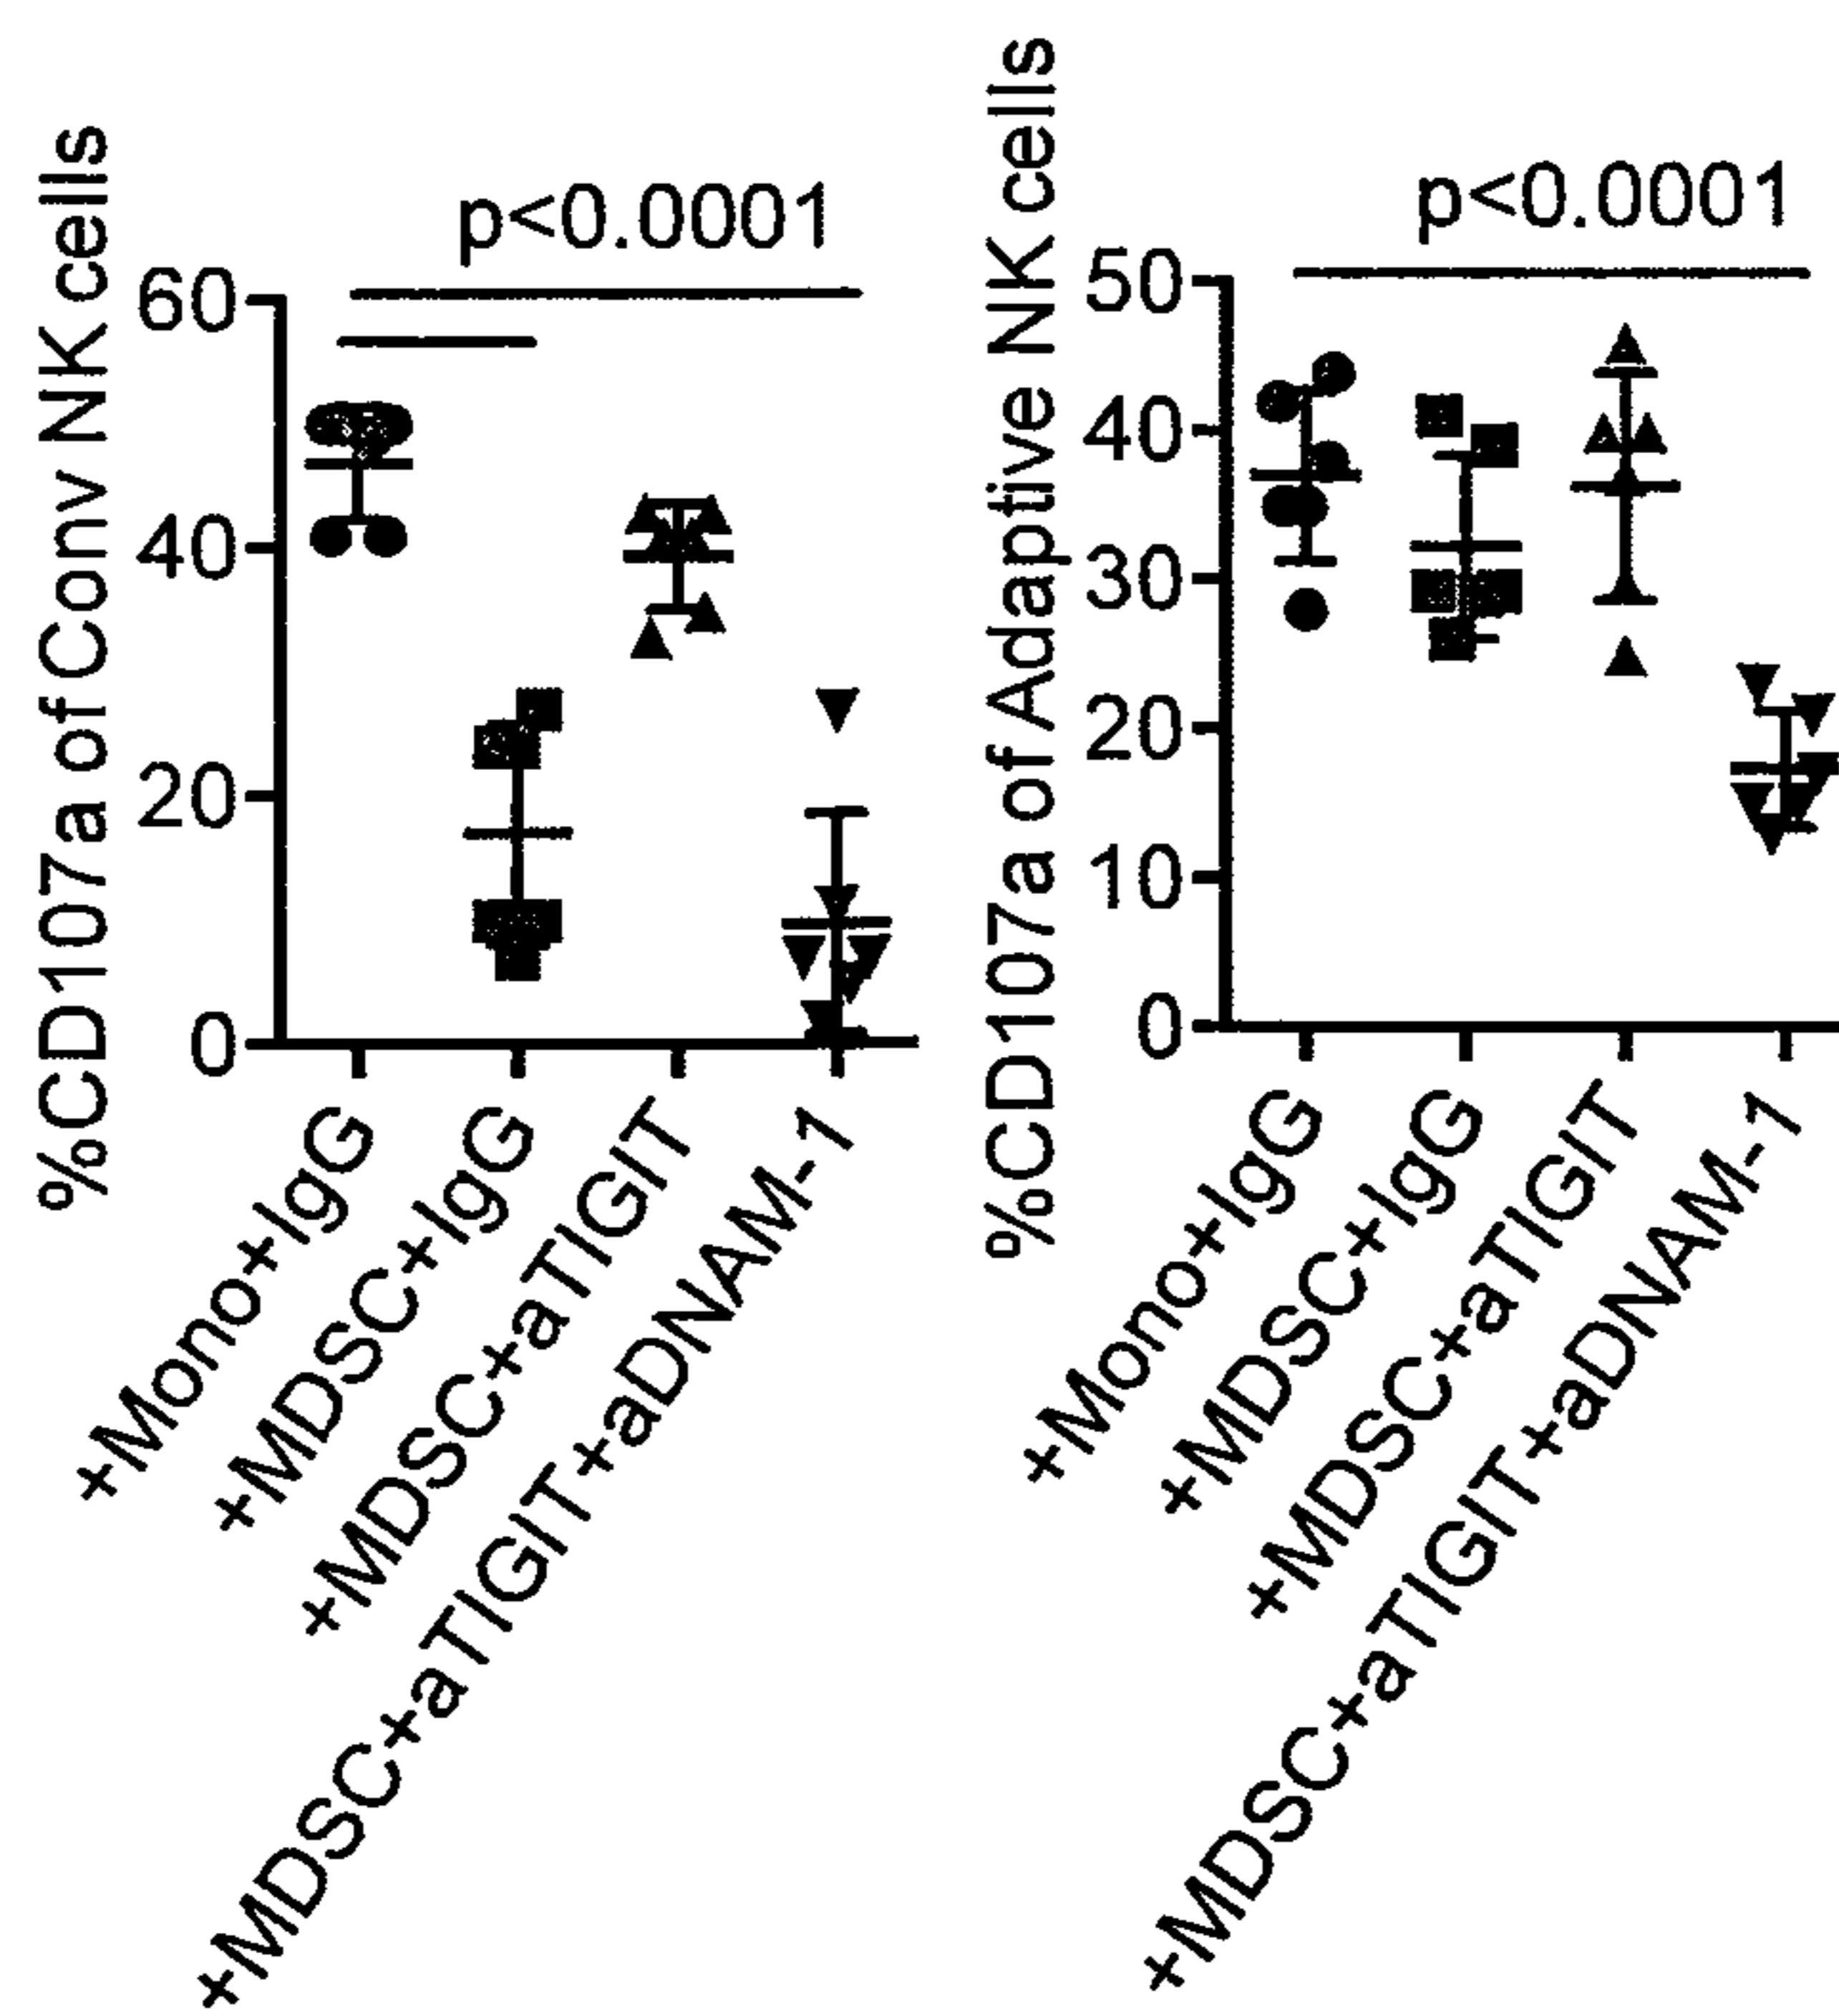 %CD107a of Conv NK cells
p<0.0001
60
40
20
0
+Mono+IgG
+MDSC+IgG
+MDSC+aTIGIT
+MDSC+aTIGIT+aDNAM-1
%CD107a of Adaptive NK cells
p<0.0001
50
40
30
20
10
0
+Mono+IgG
+MDSC+IgG
+MDSC+aTIGIT
+MDSC+aTIGIT+aDNAM-1